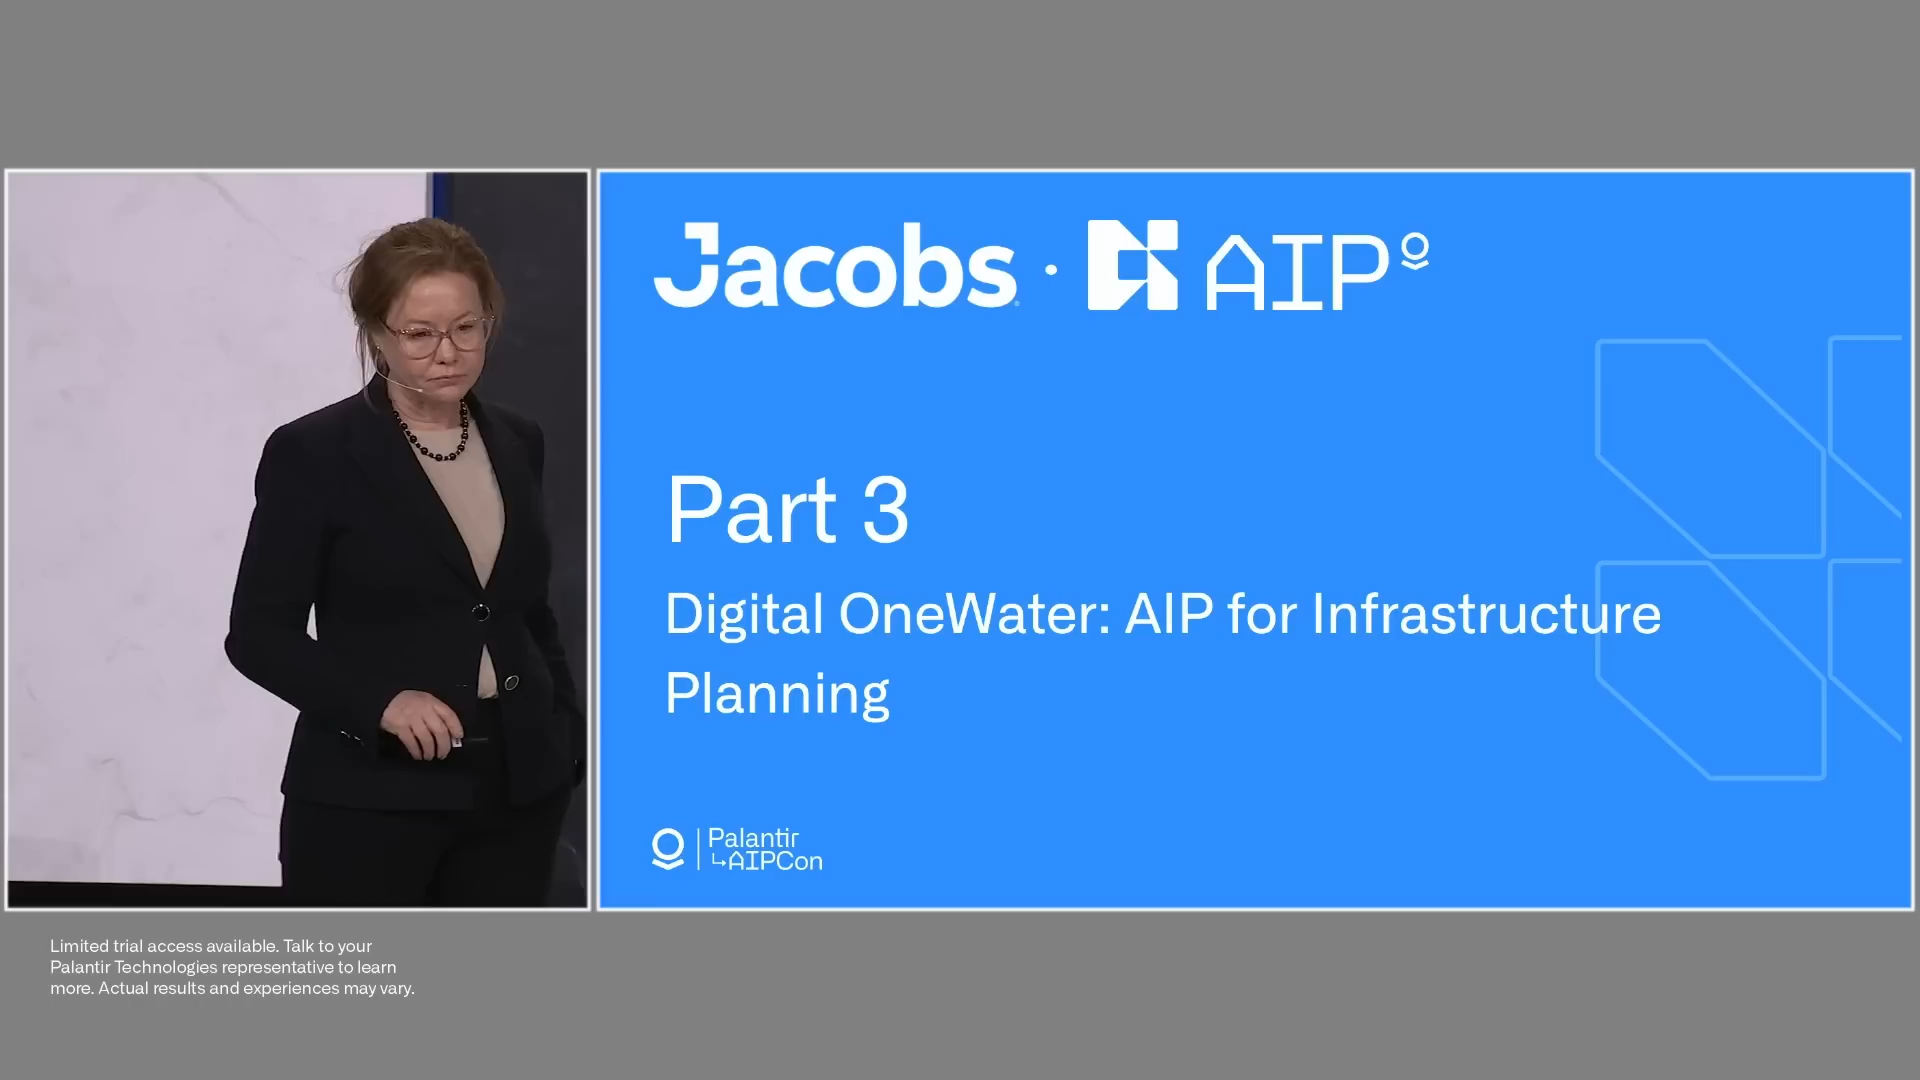 Jacobs · AIP
Part 3
Digital OneWater: AIP for Infrastructure
Planning
Palantir
AIPCon
Limited trial access available. Talk to your
Palantir Technologies representative to learn
more. Actual results and experiences may vary.